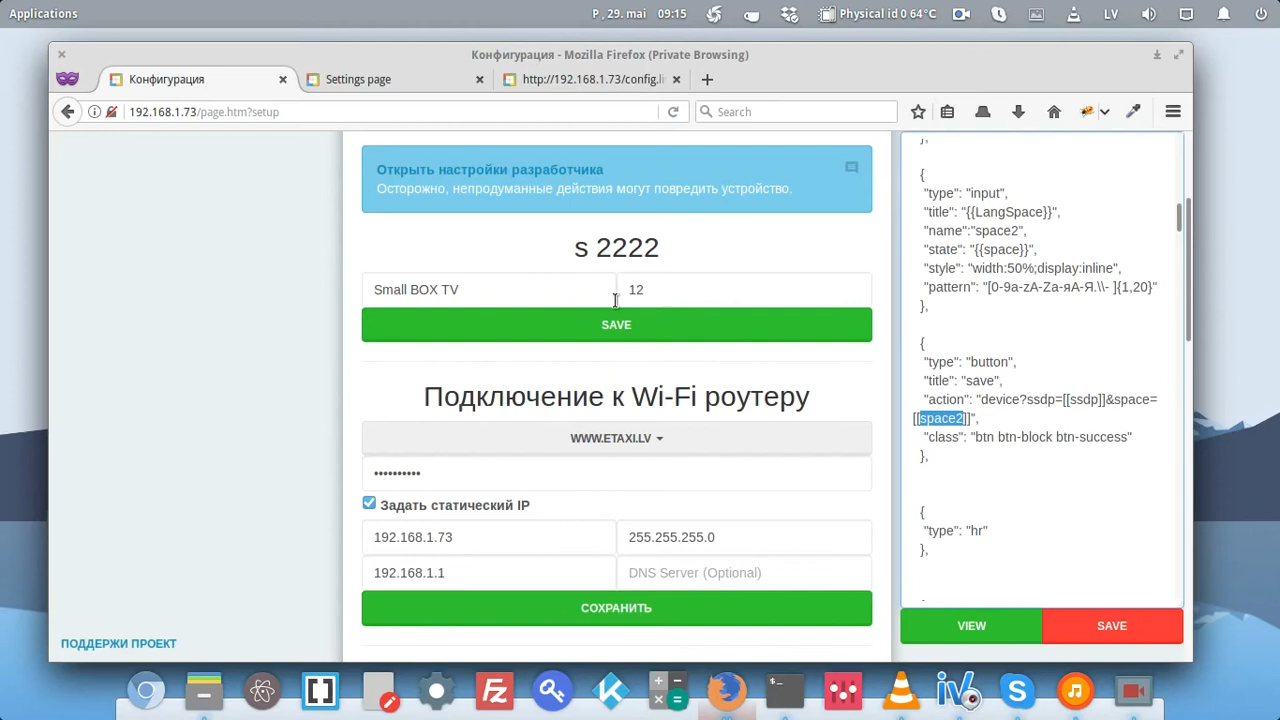 Applications
P , 29. mai 09:15
Physical id 0 64°C
LV
Конфигурация - Mozilla Firefox (Private Browsing)
Конфигурация
Settings page
http://192.168.1.73/config.li
192.168.1.73/page.htm?setup
Search
Открыть настройки разработчика
Осторожно, непродуманные действия могут повредить устройство.
s 2222
Small BOX TV
12
SAVE
Подключение к Wi-Fi роутеру
WWW.ETAXI.LV
••••••••••
Задать статический IP
192.168.1.73
255.255.255.0
192.168.1.1
DNS Server (Optional)
СОХРАНИТЬ
ПОДДЕРЖИ ПРОЕКТ
},
{
"type": "input",
"title": "{{LangSpace}}",
"name":"space2",
"state": "{{space}}",
"style": "width:50%;display:inline",
"pattern": "[0-9a-zA-Zа-яА-Я.\\- ]{1,20}"
},
{
"type": "button",
"title": "save",
"action": "device?ssdp=[[ssdp]]&space=
[[space2]]",
"class": "btn btn-block btn-success"
},
{
"type": "hr"
},
VIEW
SAVE